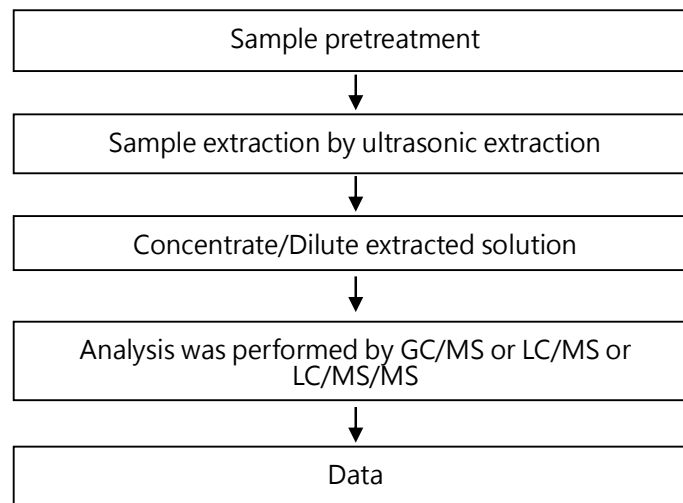 Sample pretreatment
Sample extraction by ultrasonic extraction
Concentrate/Dilute extracted solution
Analysis was performed by GC/MS or LC/MS or
LC/MS/MS
Data